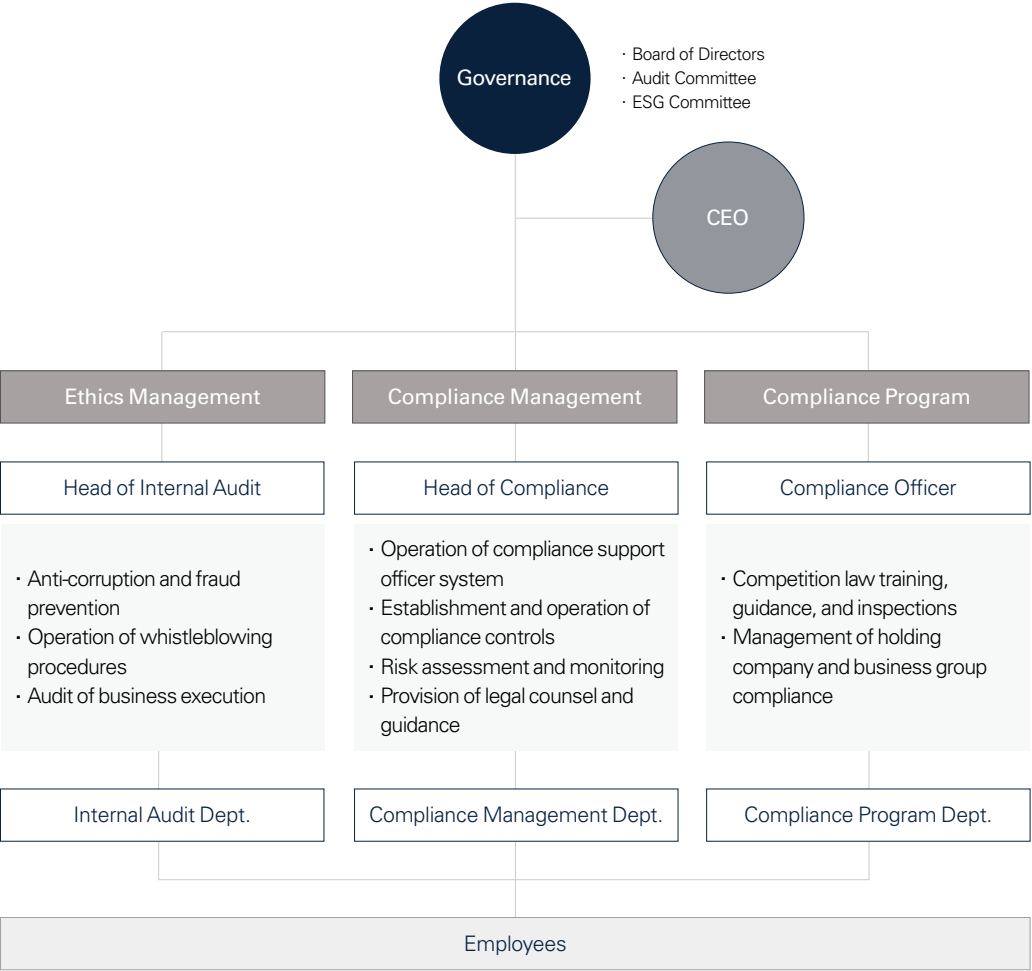 Governance
· Board of Directors
· Audit Committee
· ESG Committee
CEO
Ethics Management
Compliance Management
Compliance Program
Head of Internal Audit
Head of Compliance
Compliance Officer
· Anti-corruption and fraud
prevention
· Operation of whistleblowing
procedures
· Audit of business execution
· Operation of compliance support
officer system
· Establishment and operation of
compliance controls
· Risk assessment and monitoring
· Provision of legal counsel and
guidance
· Competition law training,
guidance, and inspections
· Management of holding
company and business group
compliance
Internal Audit Dept.
Compliance Management Dept.
Compliance Program Dept.
Employees